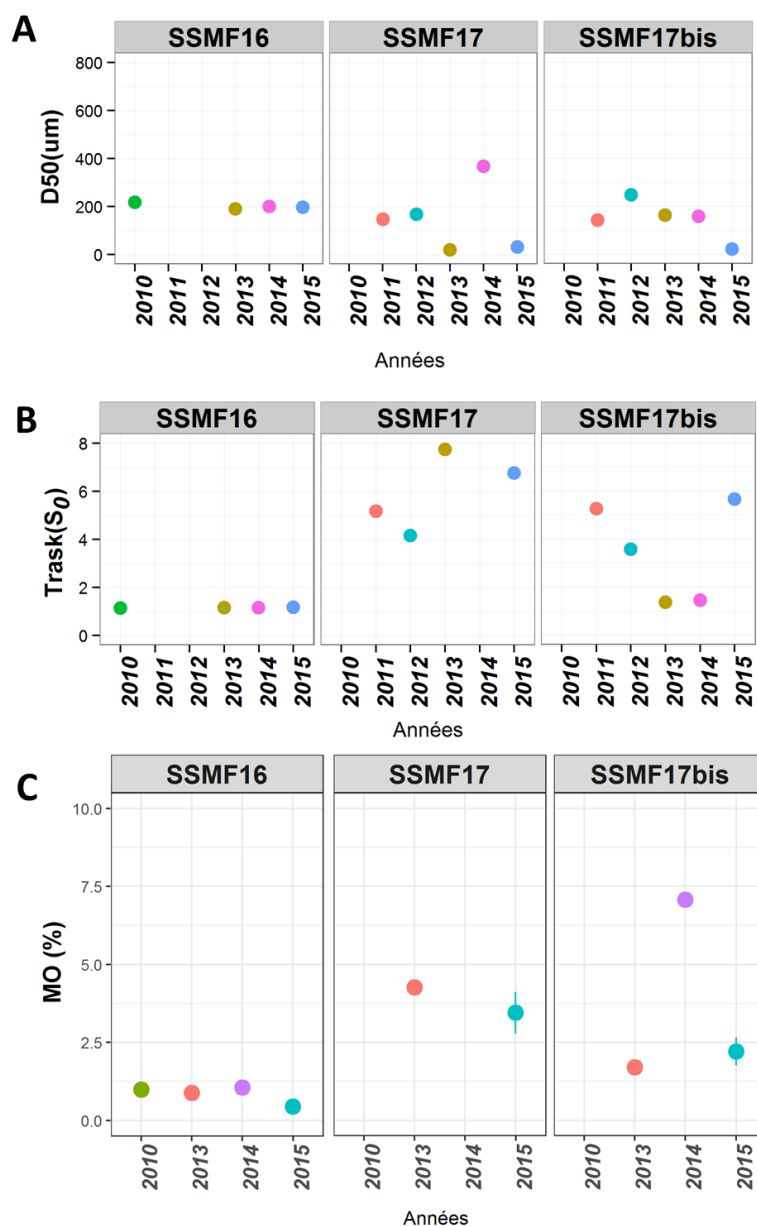 A
SSMF16 SSMF17 SSMF17bis
D50(um)
800
600
400
200
0
2010 2011 2012 2013 2014 2015 2010 2011 2012 2013 2014 2015 2010 2011 2012 2013 2014 2015
Années
B
SSMF16 SSMF17 SSMF17bis
Trask(S0)
8
6
4
2
0
2010 2011 2012 2013 2014 2015 2010 2011 2012 2013 2014 2015 2010 2011 2012 2013 2014 2015
Années
C
SSMF16 SSMF17 SSMF17bis
MO (%)
10.0
7.5
5.0
2.5
0.0
2010 2013 2014 2015 2010 2013 2014 2015 2010 2013 2014 2015
Années